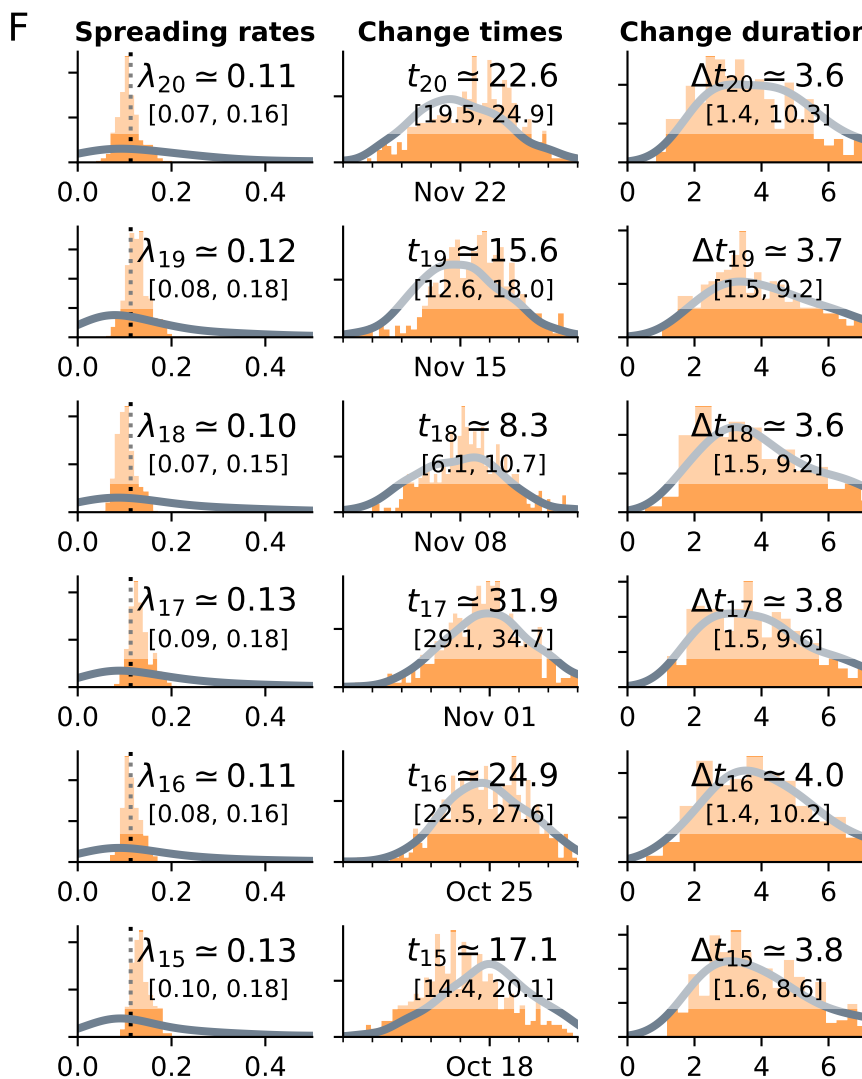 F
Spreading rates Change times Change duration
λ20 ≃ 0.11 t20 ≃ 22.6 Δt20 ≃ 3.6
[0.07, 0.16] [19.5, 24.9] [1.4, 10.3]
0.0 0.2 0.4 Nov 22 0 2 4 6
λ19 ≃ 0.12 t19 ≃ 15.6 Δt19 ≃ 3.7
[0.08, 0.18] [12.6, 18.0] [1.5, 9.2]
0.0 0.2 0.4 Nov 15 0 2 4 6
λ18 ≃ 0.10 t18 ≃ 8.3 Δt18 ≃ 3.6
[0.07, 0.15] [6.1, 10.7] [1.5, 9.2]
0.0 0.2 0.4 Nov 08 0 2 4 6
λ17 ≃ 0.13 t17 ≃ 31.9 Δt17 ≃ 3.8
[0.09, 0.18] [29.1, 34.7] [1.5, 9.6]
0.0 0.2 0.4 Nov 01 0 2 4 6
λ16 ≃ 0.11 t16 ≃ 24.9 Δt16 ≃ 4.0
[0.08, 0.16] [22.5, 27.6] [1.4, 10.2]
0.0 0.2 0.4 Oct 25 0 2 4 6
λ15 ≃ 0.13 t15 ≃ 17.1 Δt15 ≃ 3.8
[0.10, 0.18] [14.4, 20.1] [1.6, 8.6]
0.0 0.2 0.4 Oct 18 0 2 4 6